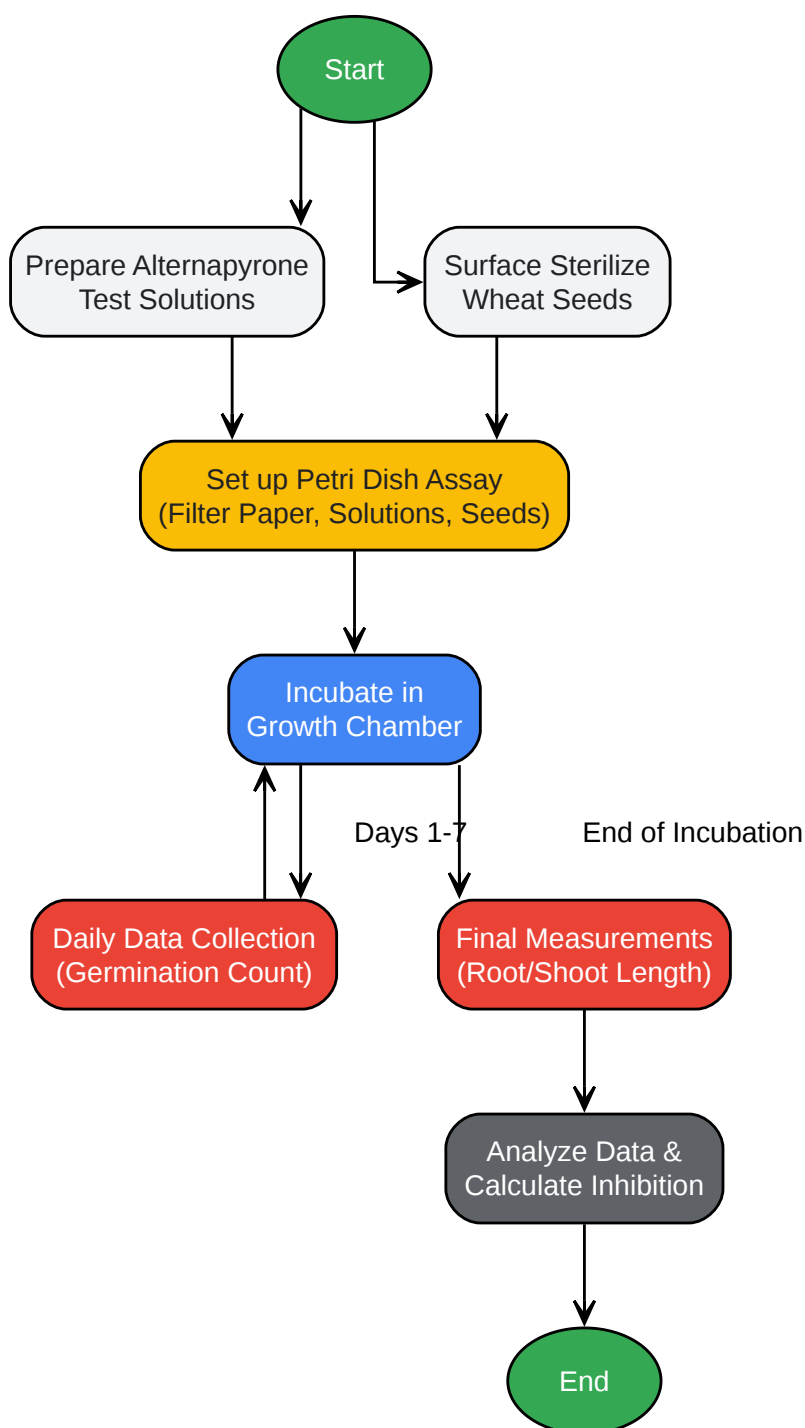 Start
Prepare Alternapyrone
Test Solutions
Surface Sterilize
Wheat Seeds
Set up Petri Dish Assay
(Filter Paper, Solutions, Seeds)
Incubate in
Growth Chamber
Days 1-7
End of Incubation
Daily Data Collection
(Germination Count)
Final Measurements
(Root/Shoot Length)
Analyze Data &
Calculate Inhibition
End